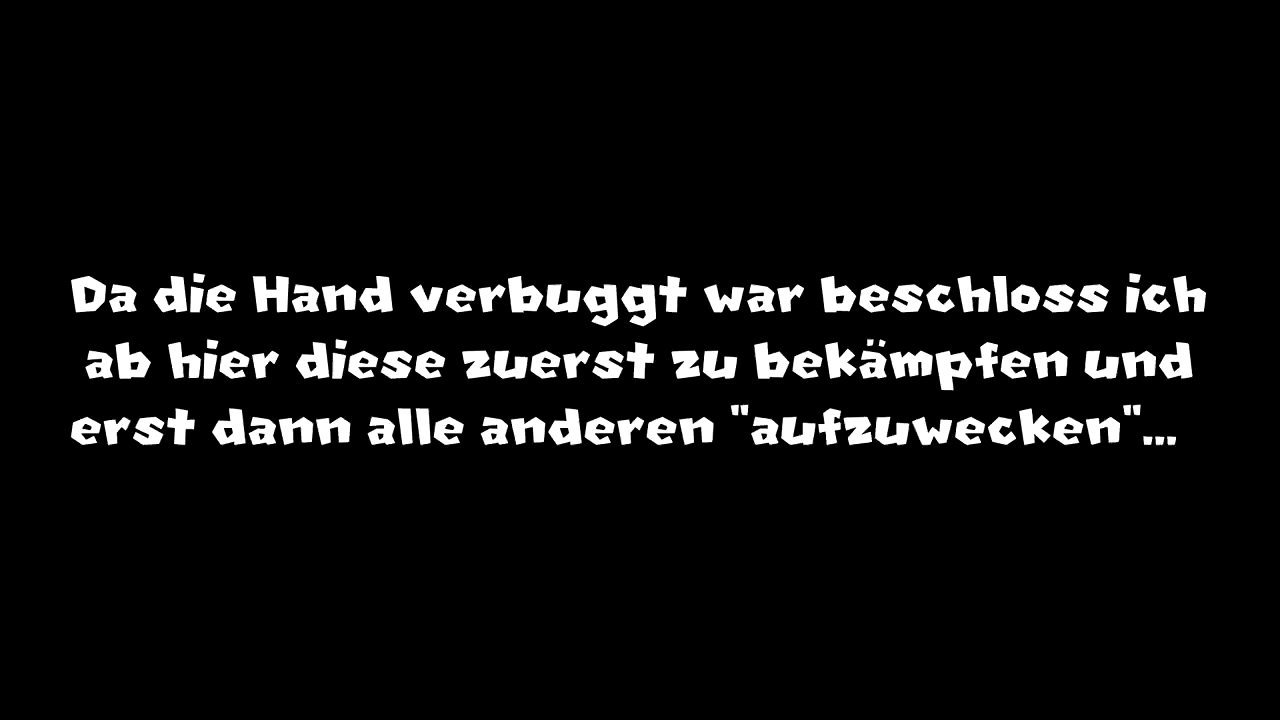 Da die Hand verbuggt war beschloss ich
ab hier diese zuerst zu bekämpfen und
erst dann alle anderen "aufzuwecken"...